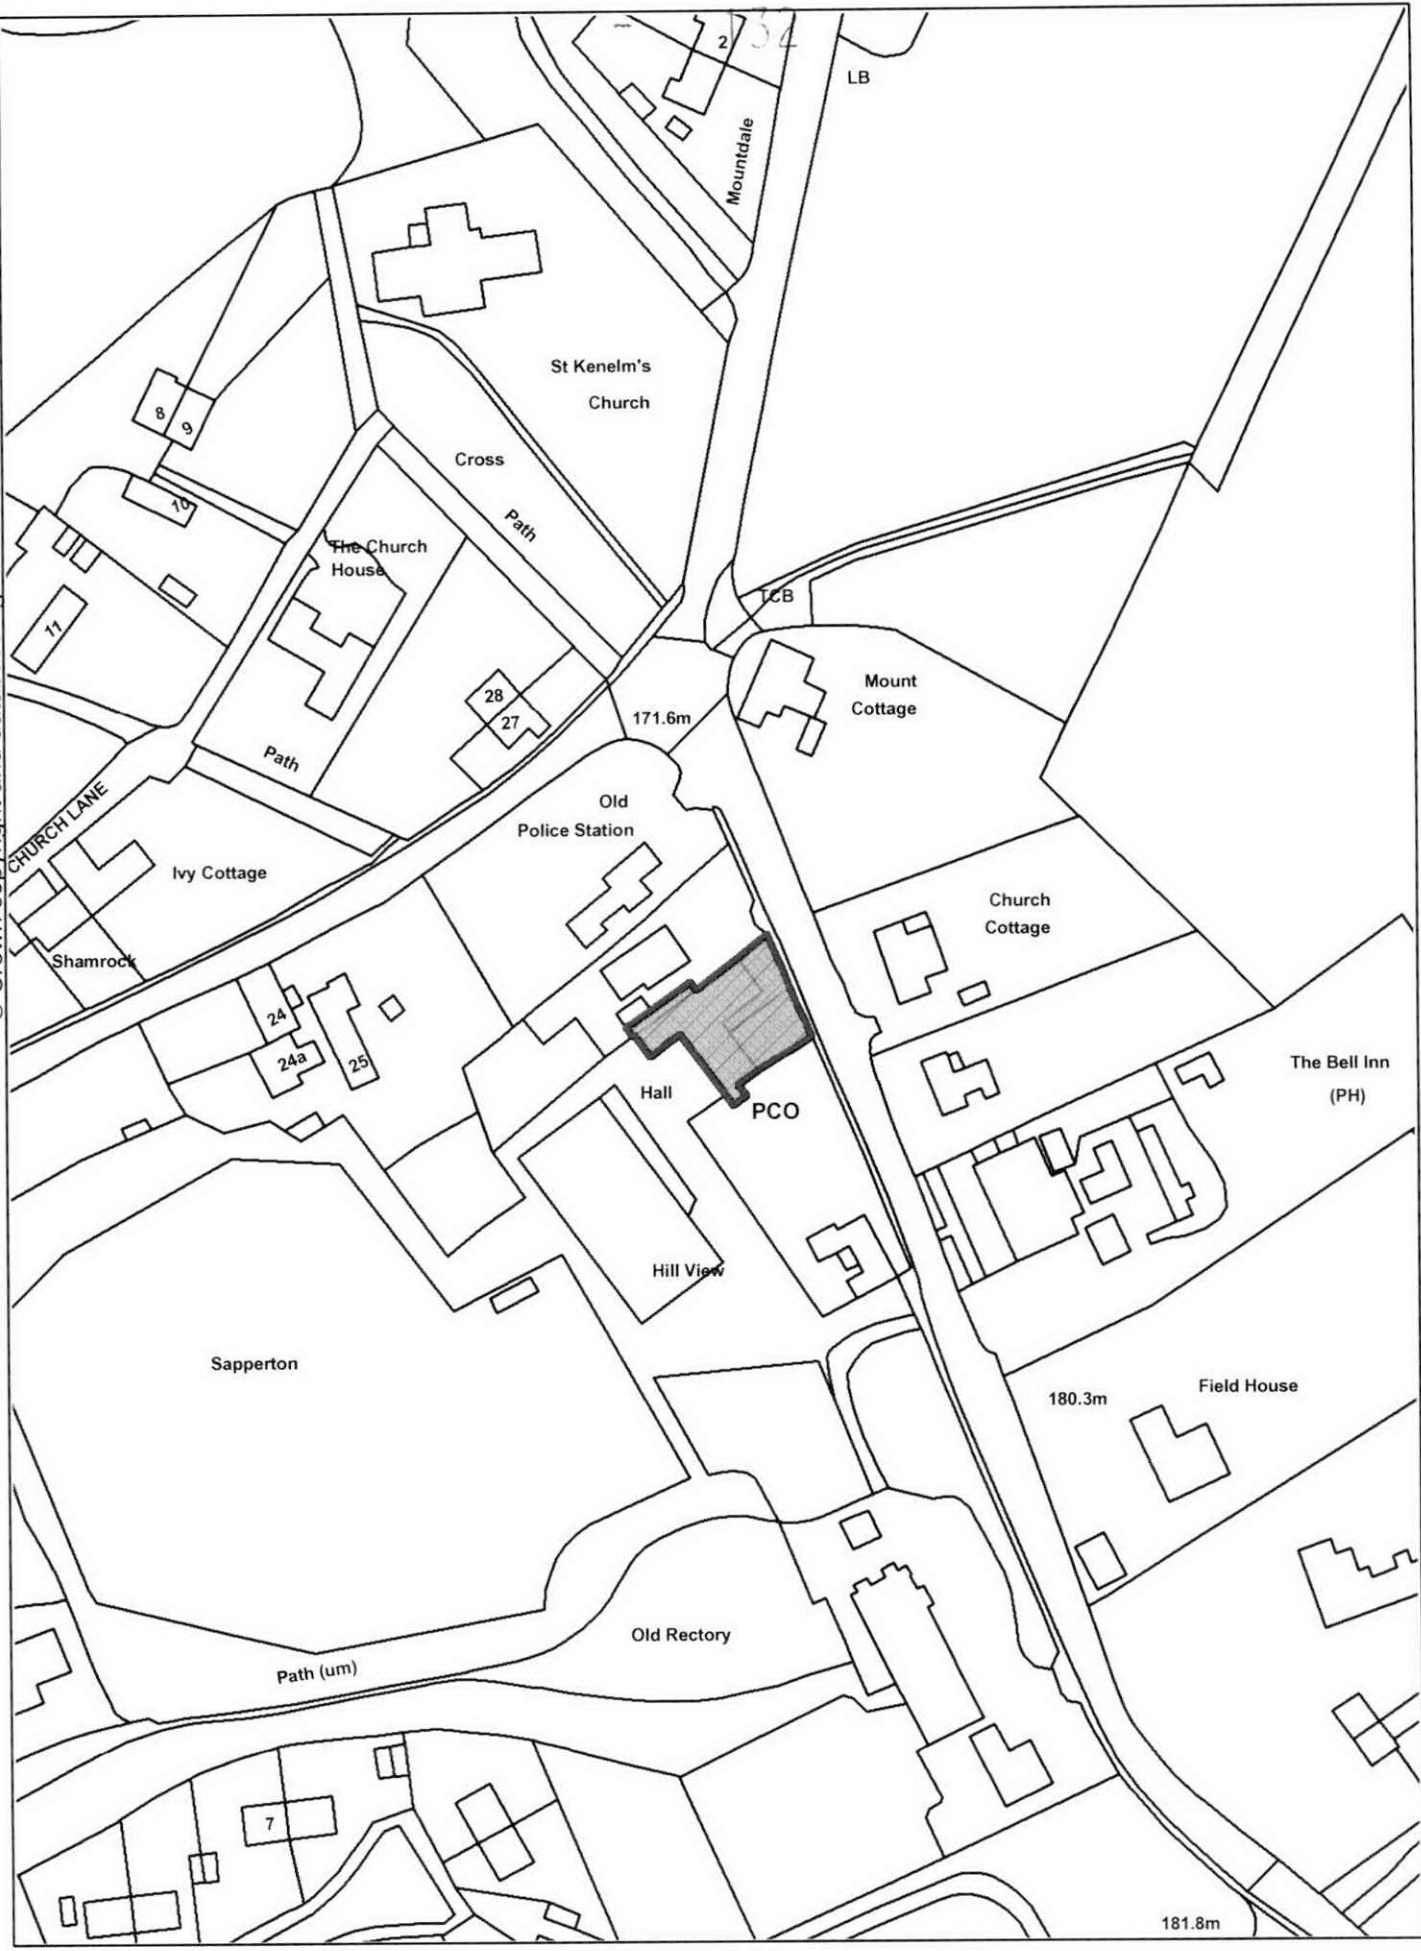 132
2
LB
Mountdale
St Kenelm's
Church
8
9
Cross
10
Path
The Church
House
TCB
11
Mount
Cottage
28
27
171.6m
Path
CHURCH LANE
Old
Police Station
Ivy Cottage
Church
Cottage
Shamrock
24
24a
25
The Bell Inn
(PH)
Hall
PCO
Hill View
Sapperton
180.3m
Field House
Old Rectory
Path (um)
7
181.8m